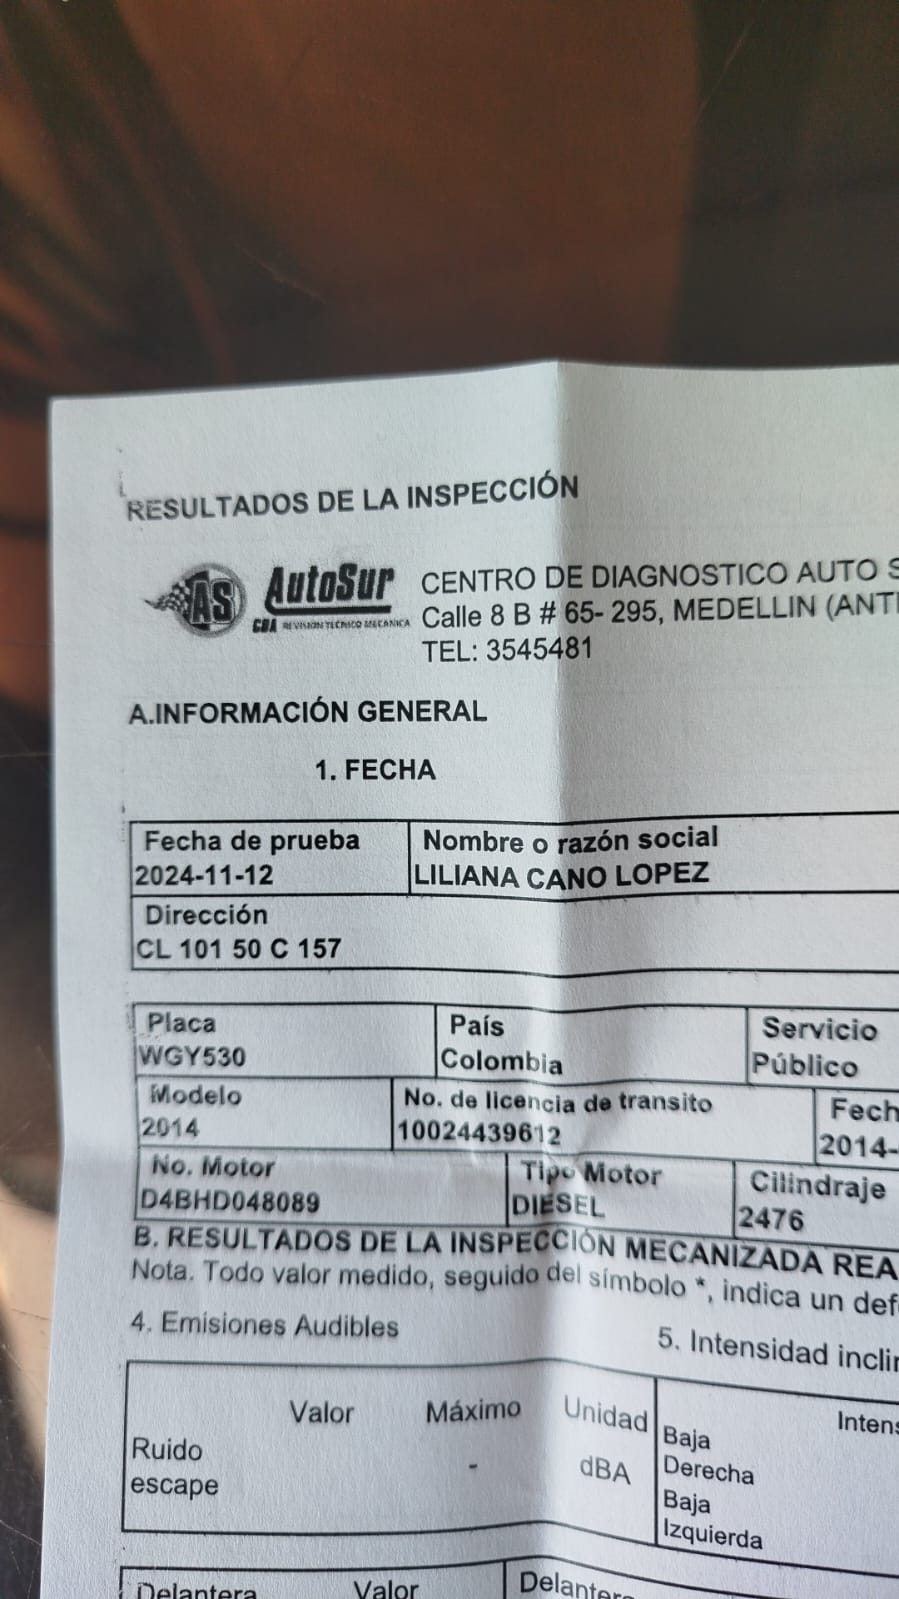 RESULTADOS DE LA INSPECCIÓN
AS AutoSur
CDA REVISION TECNICO MECANICA
CENTRO DE DIAGNOSTICO AUTO S
Calle 8 B # 65- 295, MEDELLIN (ANTI
TEL: 3545481
A.INFORMACIÓN GENERAL
1. FECHA
Fecha de prueba Nombre o razón social
2024-11-12 LILIANA CANO LOPEZ
Dirección
CL 101 50 C 157
Placa País Servicio
WGY530 Colombia Público
Modelo No. de licencia de transito Fech
2014 10024439612 2014-
No. Motor Tipo Motor Cilindraje
D4BHD048089 DIESEL 2476
B. RESULTADOS DE LA INSPECCIÓN MECANIZADA REA
Nota. Todo valor medido, seguido del símbolo *, indica un def
4. Emisiones Audibles 5. Intensidad inclin
Valor Máximo Unidad Intens
Ruido escape - dBA
Baja Derecha
Baja Izquierda
Delantera Valor Delantera